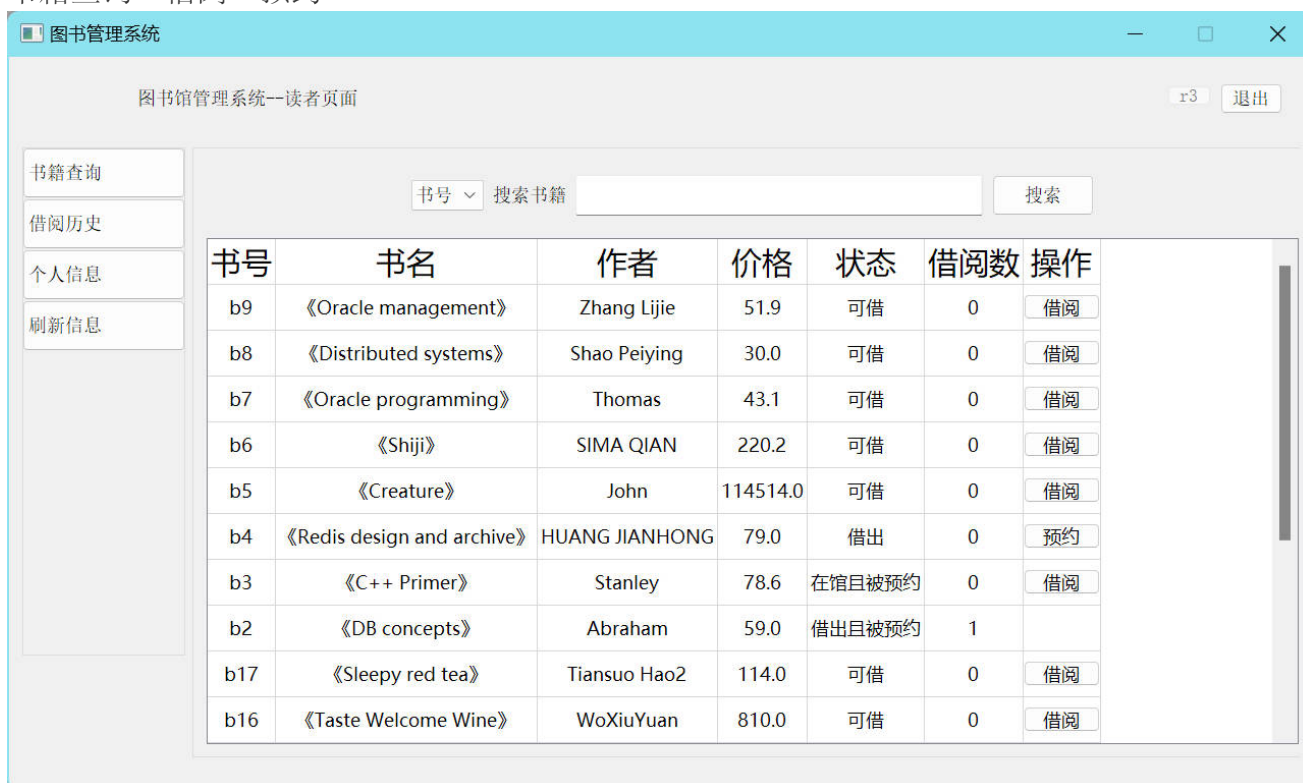 图书管理系统
图书馆管理系统--读者页面
r3 退出
书籍查询
借阅历史
个人信息
刷新信息
书号 搜索书籍 搜索
书号 书名 作者 价格 状态 借阅数 操作
b9 《Oracle management》 Zhang Lijie 51.9 可借 0 借阅
b8 《Distributed systems》 Shao Peiying 30.0 可借 0 借阅
b7 《Oracle programming》 Thomas 43.1 可借 0 借阅
b6 《Shiji》 SIMA QIAN 220.2 可借 0 借阅
b5 《Creature》 John 114514.0 可借 0 借阅
b4 《Redis design and archive》 HUANG JIANHONG 79.0 借出 0 预约
b3 《C++ Primer》 Stanley 78.6 在馆且被预约 0 借阅
b2 《DB concepts》 Abraham 59.0 借出且被预约 1
b17 《Sleepy red tea》 Tiansuo Hao2 114.0 可借 0 借阅
b16 《Taste Welcome Wine》 WoXiuYuan 810.0 可借 0 借阅